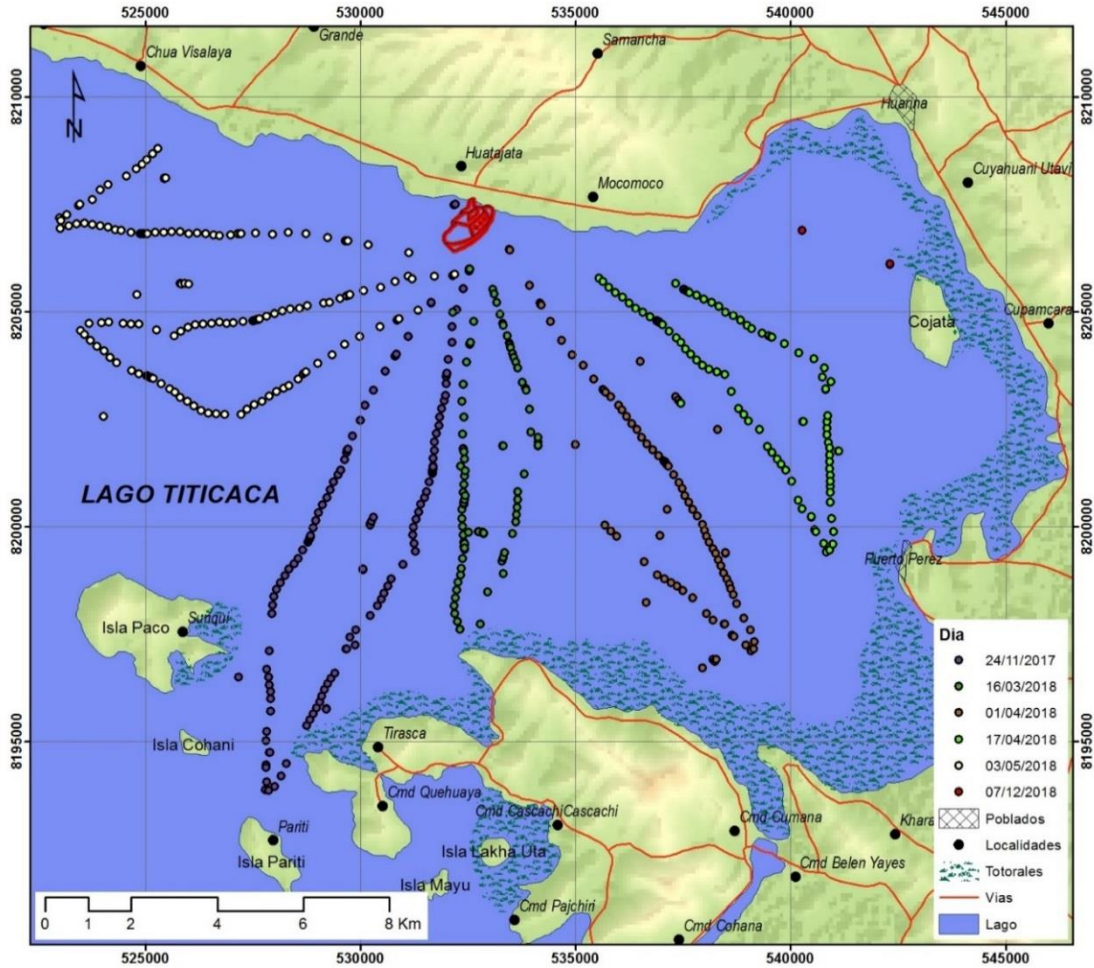 525000 530000 535000 540000 545000
Grande
Samancha
Chua Visalaya
8210000 8210000
Huarina
N
Huatajata
Cuyahuani Utavi
Mocomoco
8205000 8205000
Cojata
Cupamcara
LAGO TITICACA
8200000 8200000
Puerto Perez
Isla Paco
Suriqui
Isla Cohani
8195000 8195000
Tirasca
Cmd Quehuaya
Cmd Cascachi Cascachi
Cmd Cumana
Khara
Pariti
Isla Pariti
Isla Lakha Uta
Cmd Belen Yayes
Isla Mayu
Cmd Pajchiri
Cmd Cohana
0 1 2 4 6 8 Km
Dia
24/11/2017
16/03/2018
01/04/2018
17/04/2018
03/05/2018
07/12/2018
Poblados
Localidades
Totorales
Vias
Lago
525000 530000 535000 540000 545000